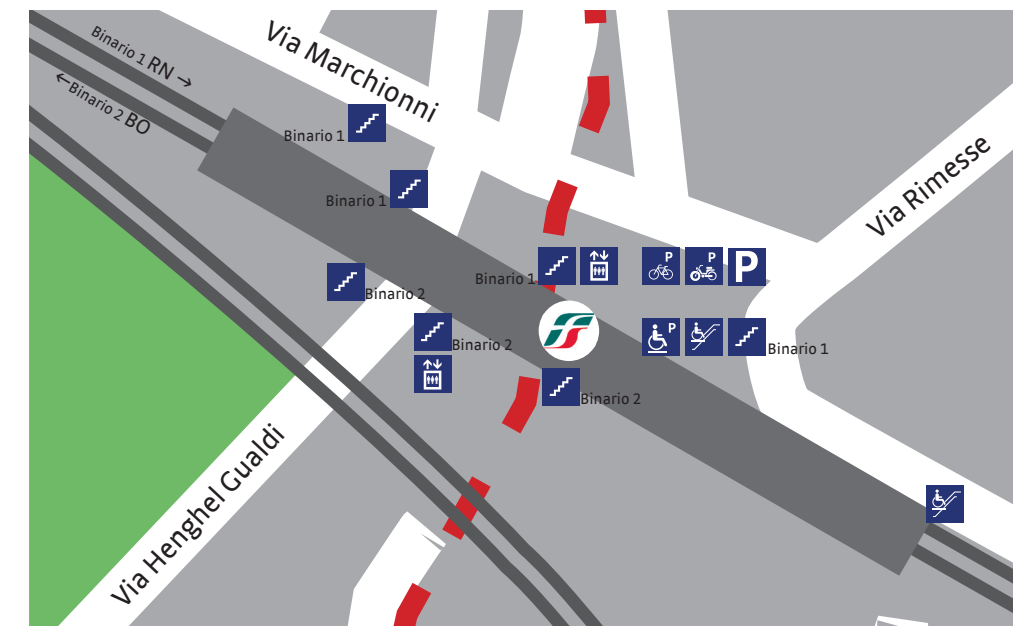 Via Marchionni
Binario 1 RN →
← Binario 2 BO
Binario 1
Via Rimesse
Binario 1
P
P
P
Binario 1
Binario 2
P
Binario 2
Binario 1
Binario 2
Via Henghel Gualdi